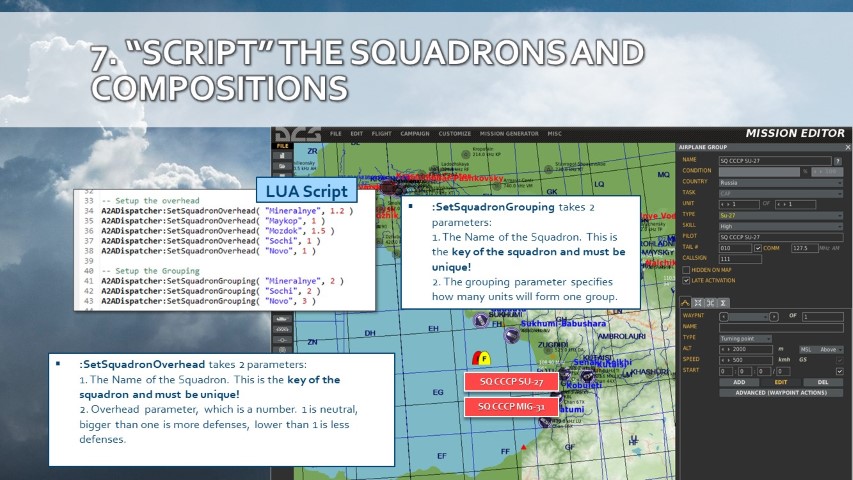 7. “SCRIPT” THE SQUADRONS AND
COMPOSITIONS
DCS
FILE EDIT FLIGHT CAMPAIGN CUSTOMIZE MISSION GENERATOR MISC
MISSION EDITOR
FILE
ZR
MQ
LQ
GK
LUA Script
33 -- Setup the overhead
34 A2ADispatcher:SetSquadronOverhead( "Mineralnye", 1.2 )
35 A2ADispatcher:SetSquadronOverhead( "Maykop", 1 )
36 A2ADispatcher:SetSquadronOverhead( "Mozdok", 1.5 )
37 A2ADispatcher:SetSquadronOverhead( "Sochi", 1 )
38 A2ADispatcher:SetSquadronOverhead( "Novo", 1 )
39
40 -- Setup the Grouping
41 A2ADispatcher:SetSquadronGrouping( "Mineralnye", 2 )
42 A2ADispatcher:SetSquadronGrouping( "Sochi", 2 )
43 A2ADispatcher:SetSquadronGrouping( "Novo", 3 )
▪ :SetSquadronGrouping takes 2
parameters:
1. The Name of the Squadron. This is
the key of the squadron and must be
unique!
2. The grouping parameter specifies
how many units will form one group.
▪ :SetSquadronOverhead takes 2 parameters:
1. The Name of the Squadron. This is the key of the
squadron and must be unique!
2. Overhead parameter, which is a number. 1 is neutral,
bigger than one is more defenses, lower than 1 is less
defenses.
SUKHUMI
Sukhumi-Babushara
DH
EH
FH
ZN
AMBROLAURI
ZUGDIDI
KUTAISI
KHASHURI
Kobuleti
F
SQ CCCP SU-27
SQ CCCP MIG-31
EG
EF
FF
AIRPLANE GROUP
NAME SQ CCCP SU-27 ?
CONDITION %
COUNTRY Russia
TASK CAP
UNIT < > 1 OF < > 1
TYPE Su-27
SKILL High
PILOT SQ CCCP SU-27
TAIL # 010 COMM 127.5 MHz AM
CALLSIGN 111
HIDDEN ON MAP
LATE ACTIVATION
WAYPNT OF 1
NAME
TYPE Turning point
ALT 2000 m MSL Above
SPEED 500 kmh GS
START 0 : 0 : 0 / 0
ADD EDIT DEL
ADVANCED (WAYPOINT ACTIONS)